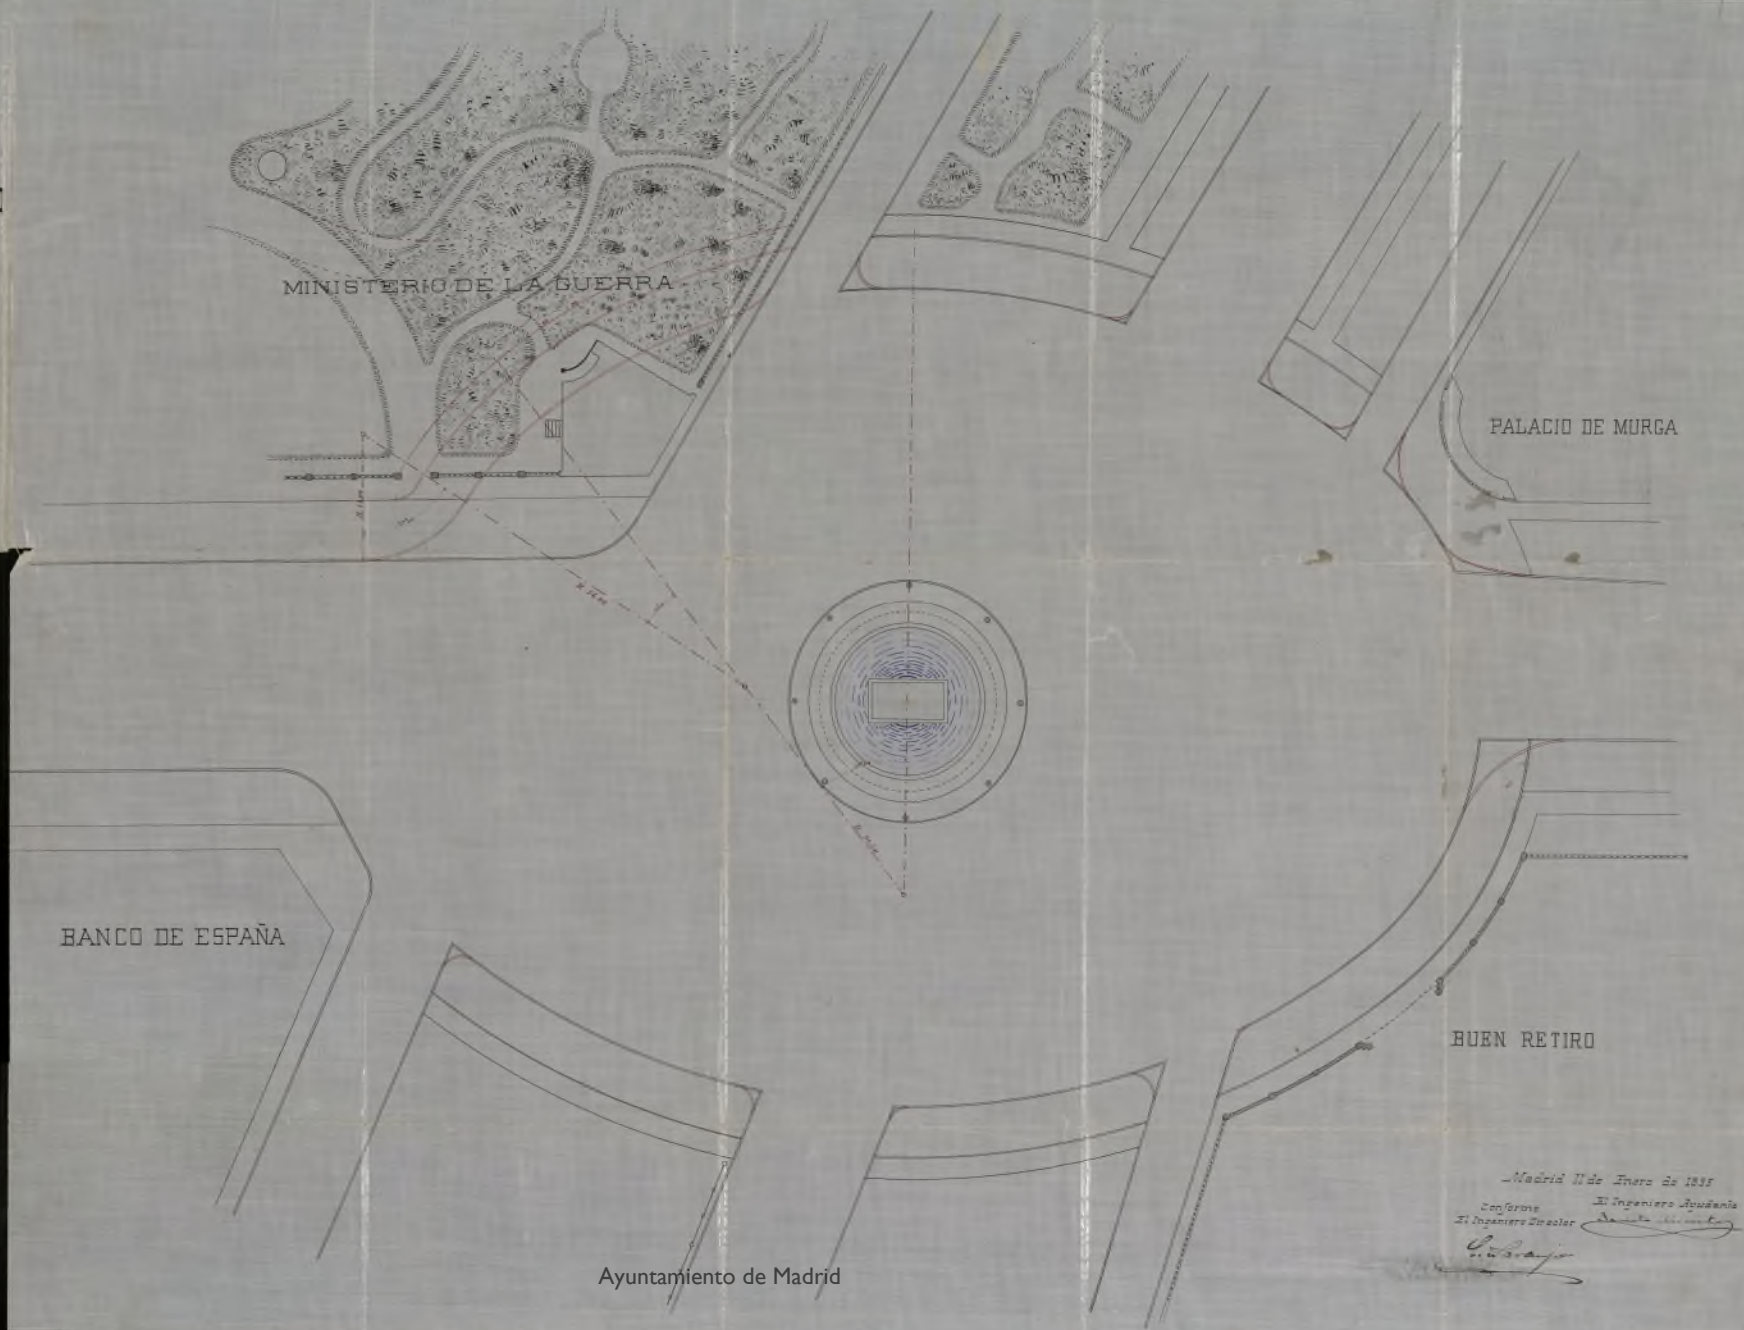 MINISTERIO DE LA GUERRA
PALACIO DE MURGA
BANCO DE ESPAÑA
BUEN RETIRO
Madrid 11 de Enero de 1895
Conforme
El Ingeniero Director
El Ingeniero Ayudante
Ayuntamiento de Madrid